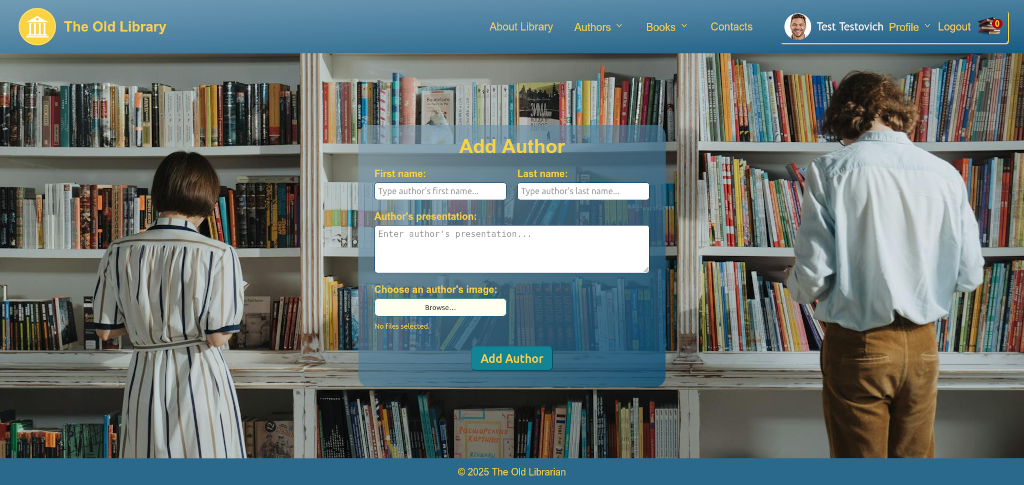 The Old Library
About Library
Authors
Books
Contacts
Test Testovich
Profile
Logout
0
Add Author
First name:
Last name:
Type author's first name...
Type author's last name...
Author's presentation:
Enter author's presentation...
Choose an author's image:
Browse...
No files selected.
Add Author
© 2025 The Old Librarian